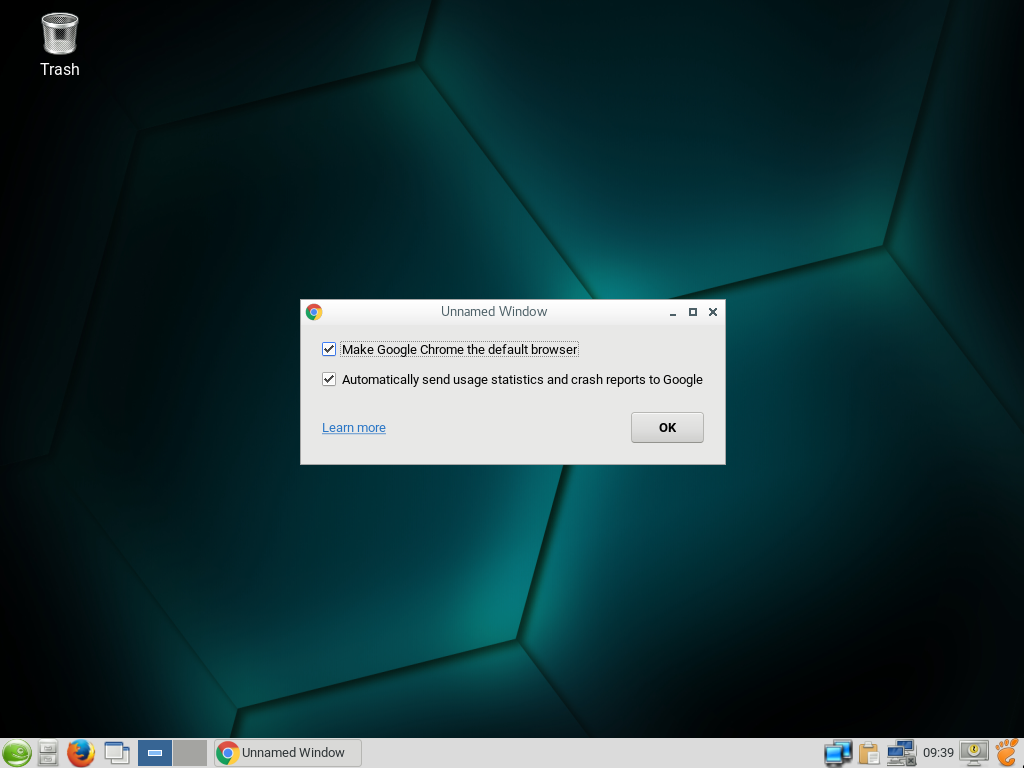 Trash
Unnamed Window
Make Google Chrome the default browser
Automatically send usage statistics and crash reports to Google
Learn more
OK
Unnamed Window
09:39